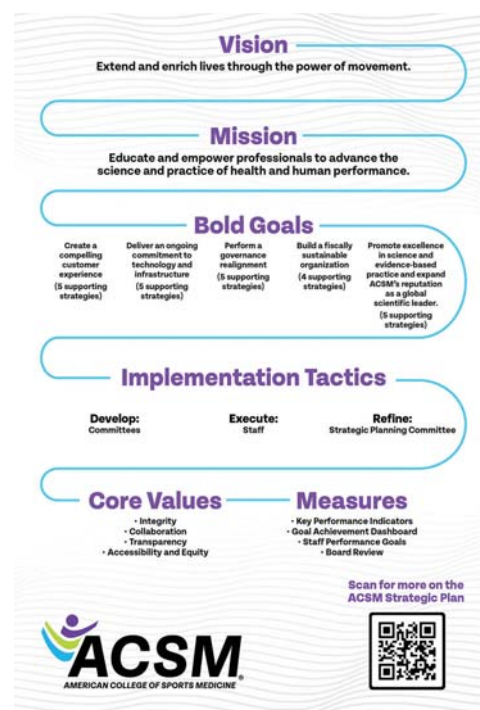 Vision
Extend and enrich lives through the power of movement.
Mission
Educate and empower professionals to advance the
science and practice of health and human performance.
Bold Goals
Create a
compelling
customer
experience
(5 supporting
strategies)
Deliver an ongoing
commitment to
technology and
infrastructure
(5 supporting
strategies)
Perform a
governance
realignment
(5 supporting
strategies)
Build a fiscally
sustainable
organization
(4 supporting
strategies)
Promote excellence
in science and
evidence-based
practice and expand
ACSM's reputation
as a global
scientific leader.
(5 supporting
strategies)
Implementation Tactics
Develop:
Committees
Execute:
Staff
Refine:
Strategic Planning Committee
Core Values
• Integrity
• Collaboration
• Transparency
• Accessibility and Equity
Measures
• Key Performance Indicators
• Goal Achievement Dashboard
• Staff Performance Goals
• Board Review
Scan for more on the
ACSM Strategic Plan
ACSM®
AMERICAN COLLEGE OF SPORTS MEDICINE